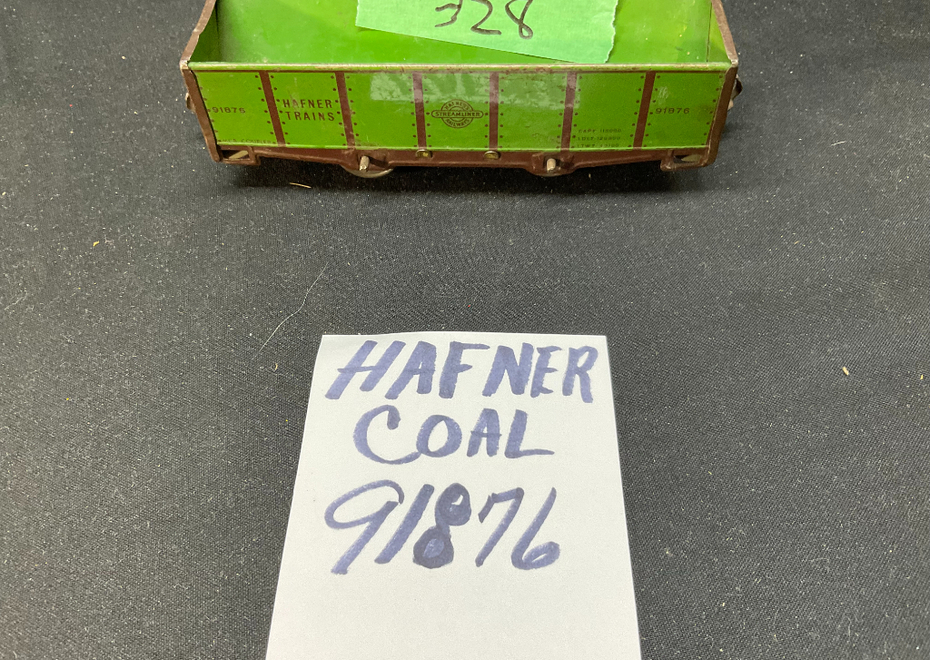 328
91876
HAFNER
TRAINS
STREAMLINER
91876
HAFNER
COAL
91876